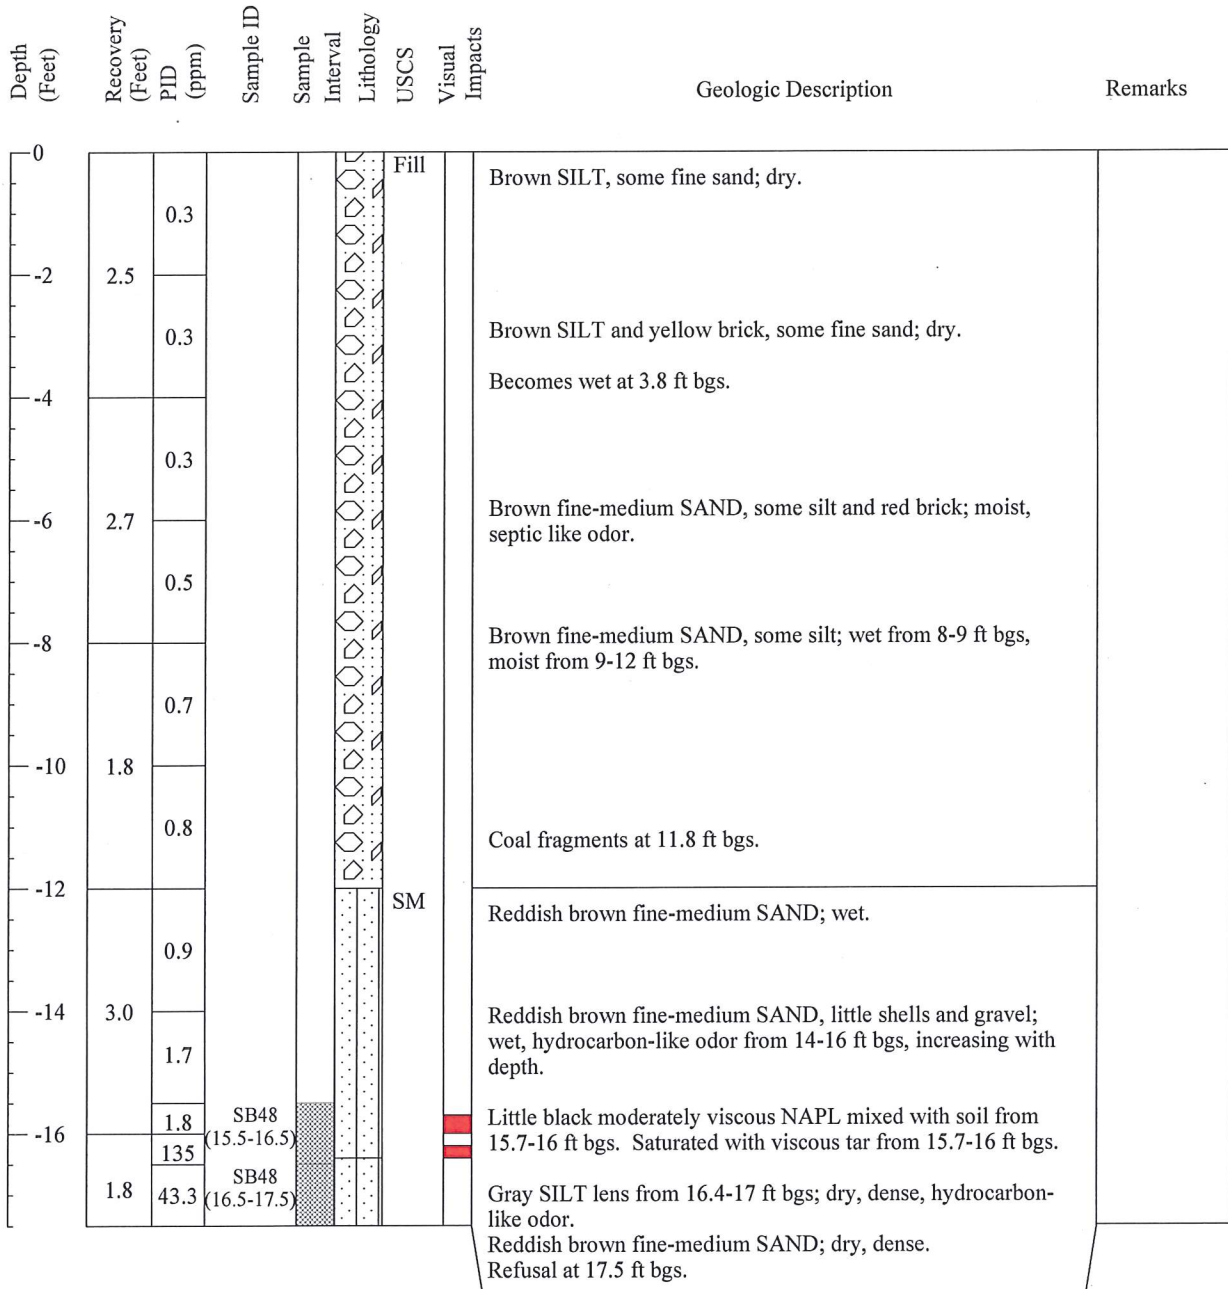 Depth (Feet)
Recovery (Feet)
PID (ppm)
Sample ID
Sample Interval
Lithology
USCS
Visual Impacts
Geologic Description
Remarks
0
-2
-4
-6
-8
-10
-12
-14
-16
2.5
2.7
1.8
3.0
1.8
0.3
0.3
0.3
0.5
0.7
0.8
0.9
1.7
1.8
135
43.3
SB48
(15.5-16.5)
SB48
(16.5-17.5)
Fill
SM
Brown SILT, some fine sand; dry.
Brown SILT and yellow brick, some fine sand; dry.
Becomes wet at 3.8 ft bgs.
Brown fine-medium SAND, some silt and red brick; moist,
septic like odor.
Brown fine-medium SAND, some silt; wet from 8-9 ft bgs,
moist from 9-12 ft bgs.
Coal fragments at 11.8 ft bgs.
Reddish brown fine-medium SAND; wet.
Reddish brown fine-medium SAND, little shells and gravel;
wet, hydrocarbon-like odor from 14-16 ft bgs, increasing with
depth.
Little black moderately viscous NAPL mixed with soil from
15.7-16 ft bgs.  Saturated with viscous tar from 15.7-16 ft bgs.
Gray SILT lens from 16.4-17 ft bgs; dry, dense, hydrocarbon-
like odor.
Reddish brown fine-medium SAND; dry, dense.
Refusal at 17.5 ft bgs.